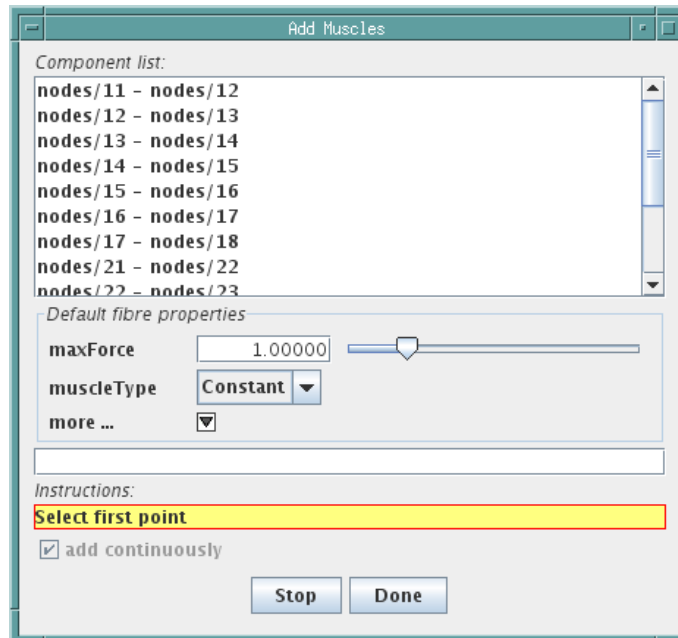 Add Muscles
Component list:
nodes/11 - nodes/12
nodes/12 - nodes/13
nodes/13 - nodes/14
nodes/14 - nodes/15
nodes/15 - nodes/16
nodes/16 - nodes/17
nodes/17 - nodes/18
nodes/21 - nodes/22
nodes/22 - nodes/23
Default fibre properties
maxForce 1.00000
muscleType Constant
more ...
Instructions:
Select first point
add continuously
Stop Done